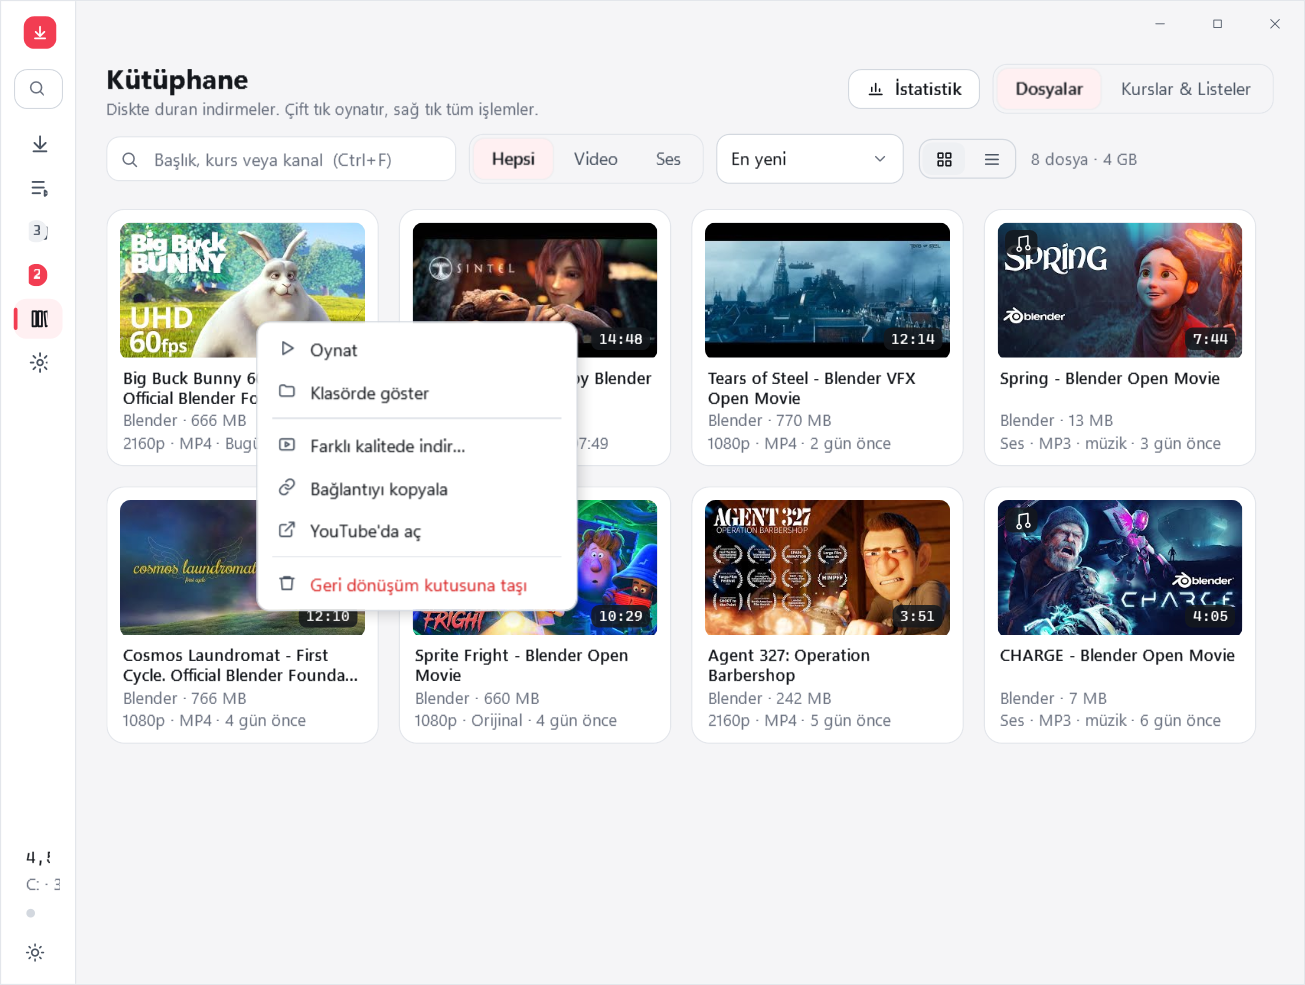 Kütüphane
Diskte duran indirmeler. Çift tık oynatır, sağ tık tüm işlemler.
İstatistik
Dosyalar
Kurslar & Listeler
Başlık, kurs veya kanal (Ctrl+F)
Hepsi
Video
Ses
En yeni
8 dosya · 4 GB
3
2
Big Buck
BUNNY
UHD
60fps
SINTEL
14:48
TEARS OF STEEL
12:14
SPRING
blender
7:44
Big Buck Bunny
Official Blender
Blender · 666 MB
2160p · MP4 ·
by Blender
07:49
Tears of Steel - Blender VFX
Open Movie
Blender · 770 MB
1080p · MP4 · 2 gün önce
Spring - Blender Open Movie
Blender · 13 MB
Ses · MP3 · müzik · 3 gün önce
Oynat
Klasörde göster
Farklı kalitede indir...
Bağlantıyı kopyala
YouTube'da aç
Geri dönüşüm kutusuna taşı
cosmos laundromat
first cycle
12:10
FRIGHT
10:29
AGENT 327
OPERATION BARBERSHOP
3:51
blender
CHARGE
4:05
Cosmos Laundromat - First
Cycle. Official Blender Founda...
Blender · 766 MB
1080p · MP4 · 4 gün önce
Sprite Fright - Blender Open
Movie
Blender · 660 MB
1080p · Orijinal · 4 gün önce
Agent 327: Operation
Barbershop
Blender · 242 MB
2160p · MP4 · 5 gün önce
CHARGE - Blender Open Movie
Blender · 7 MB
Ses · MP3 · müzik · 6 gün önce
4,
C: ·